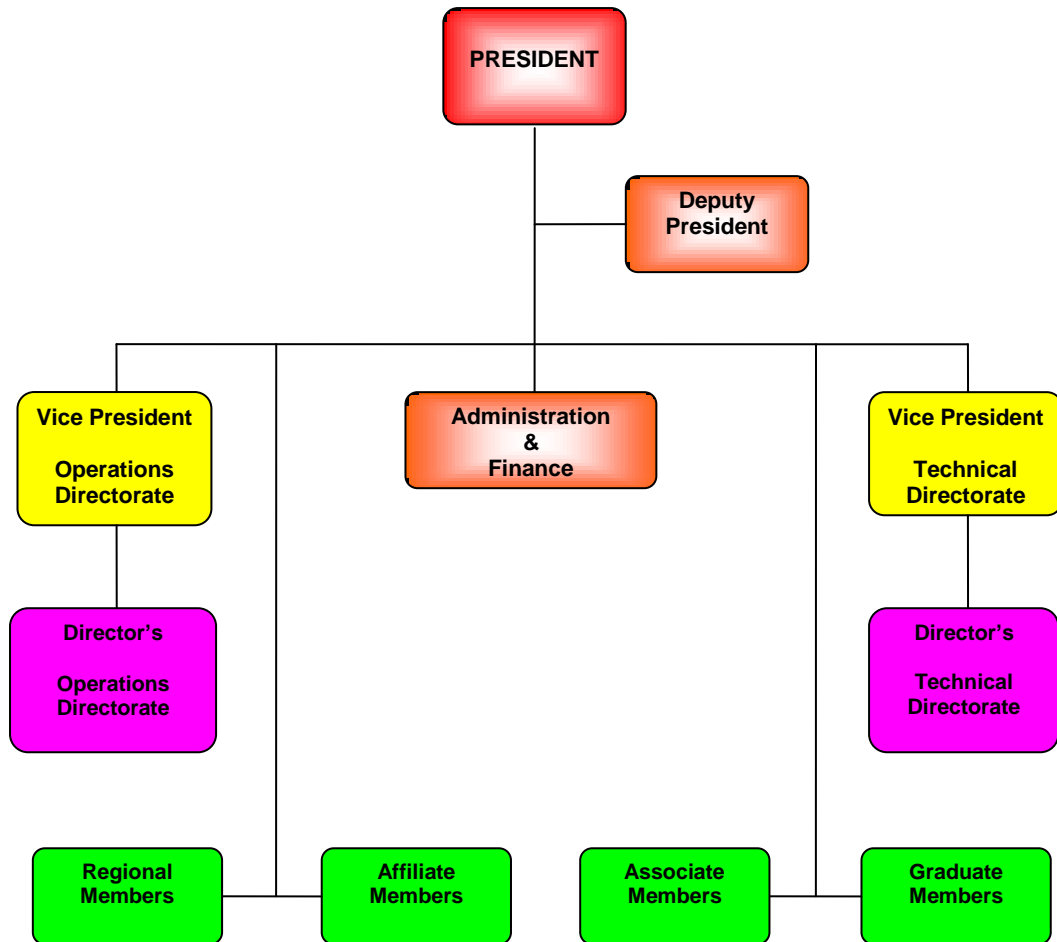 PRESIDENT
Deputy
President
Vice President
Operations
Directorate
Administration
&
Finance
Vice President
Technical
Directorate
Director’s
Operations
Directorate
Director’s
Technical
Directorate
Regional
Members
Affiliate
Members
Associate
Members
Graduate
Members